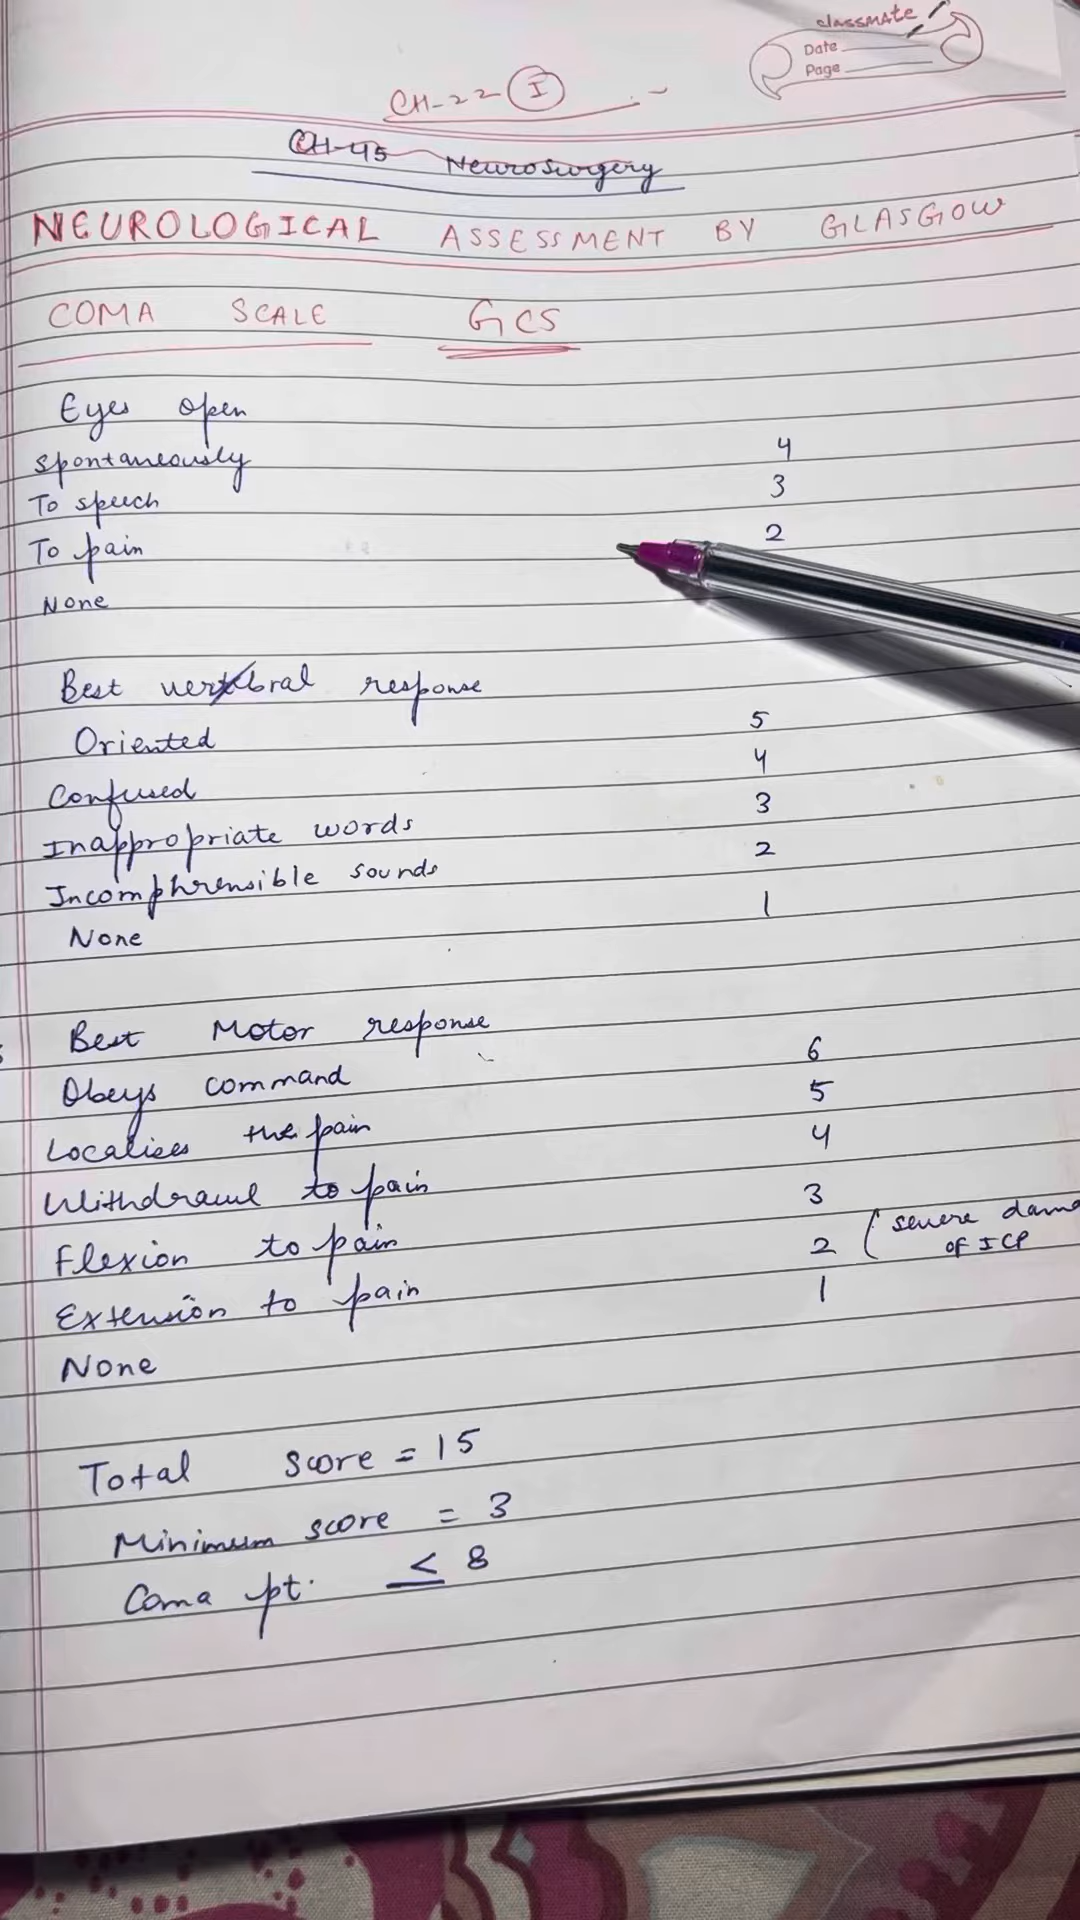 classmate
Date
Page
CH-22 I
CH-45 Neurosurgery
NEUROLOGICAL ASSESSMENT BY GLASGOW
COMA SCALE GCS
Eyes open
Spontaneously 4
To speech 3
To pain 2
None
Best verbral response
Oriented 5
Confused 4
Inappropriate words 3
Incomphrensible sounds 2
None 1
Best Motor response
Obeys command 6
Localises the pain 5
Withdrawl to pain 4
Flexion to pain 3
Extension to pain 2 ( severe dama
of ICP
None 1
Total score = 15
Minimum score = 3
Coma pt. ≤ 8